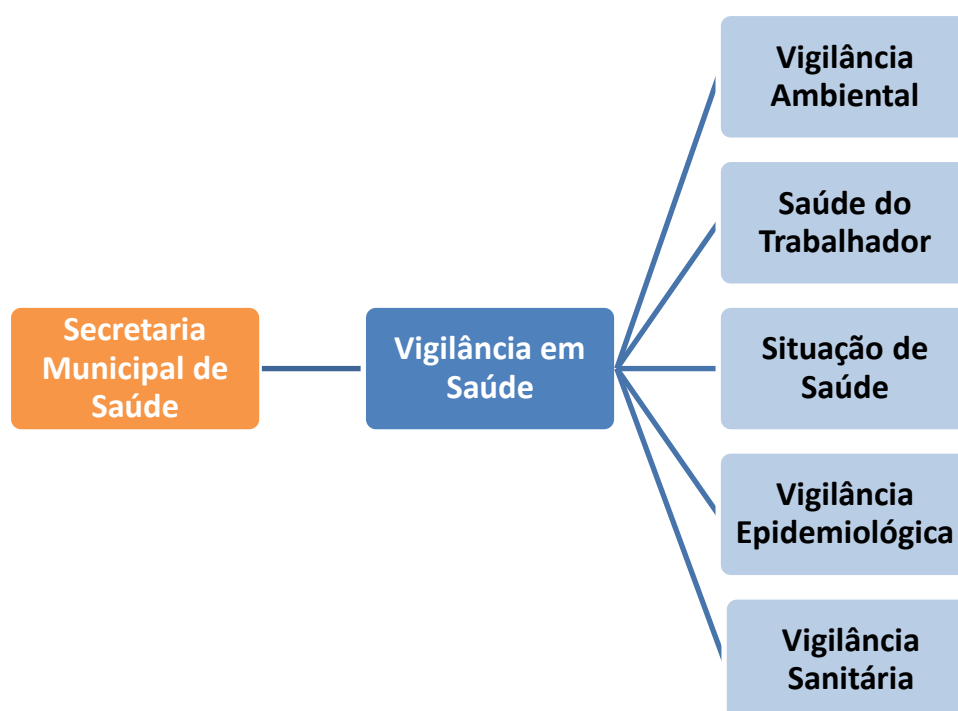 Secretaria
Municipal de
Saúde
Vigilância em
Saúde
Vigilância
Ambiental
Saúde do
Trabalhador
Situação de
Saúde
Vigilância
Epidemiológica
Vigilância
Sanitária